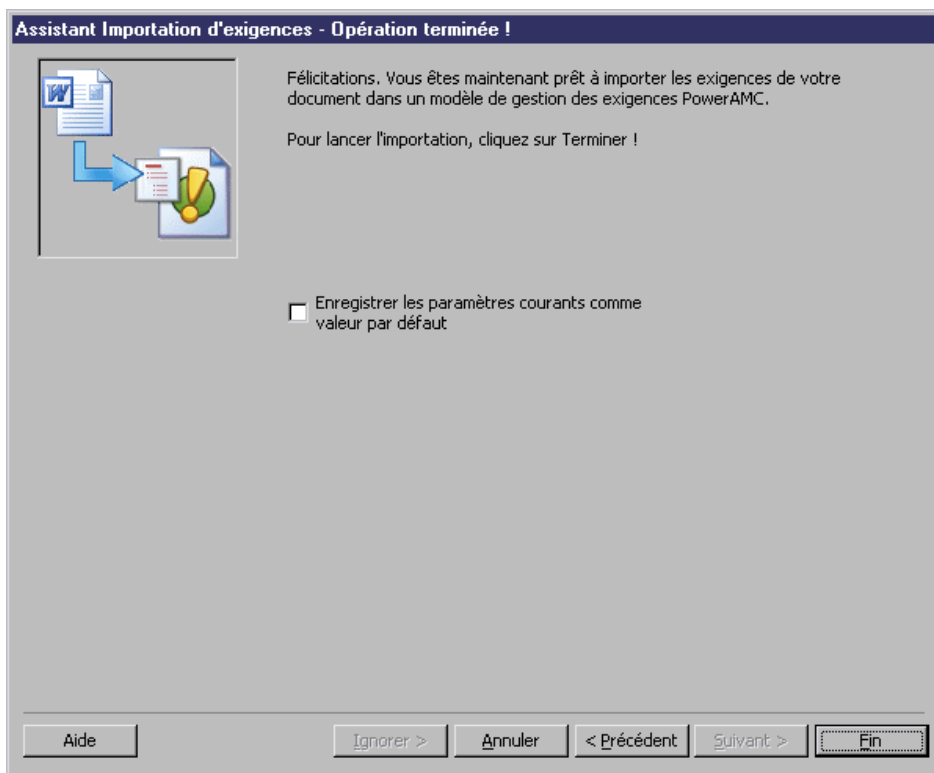 Assistant Importation d'exigences - Opération terminée !
W
Félicitations. Vous êtes maintenant prêt à importer les exigences de votre
document dans un modèle de gestion des exigences PowerAMC.
Pour lancer l'importation, cliquez sur Terminer !
Enregistrer les paramètres courants comme
valeur par défaut
Aide
Ignorer >
Annuler
< Précédent
Suivant >
Fin